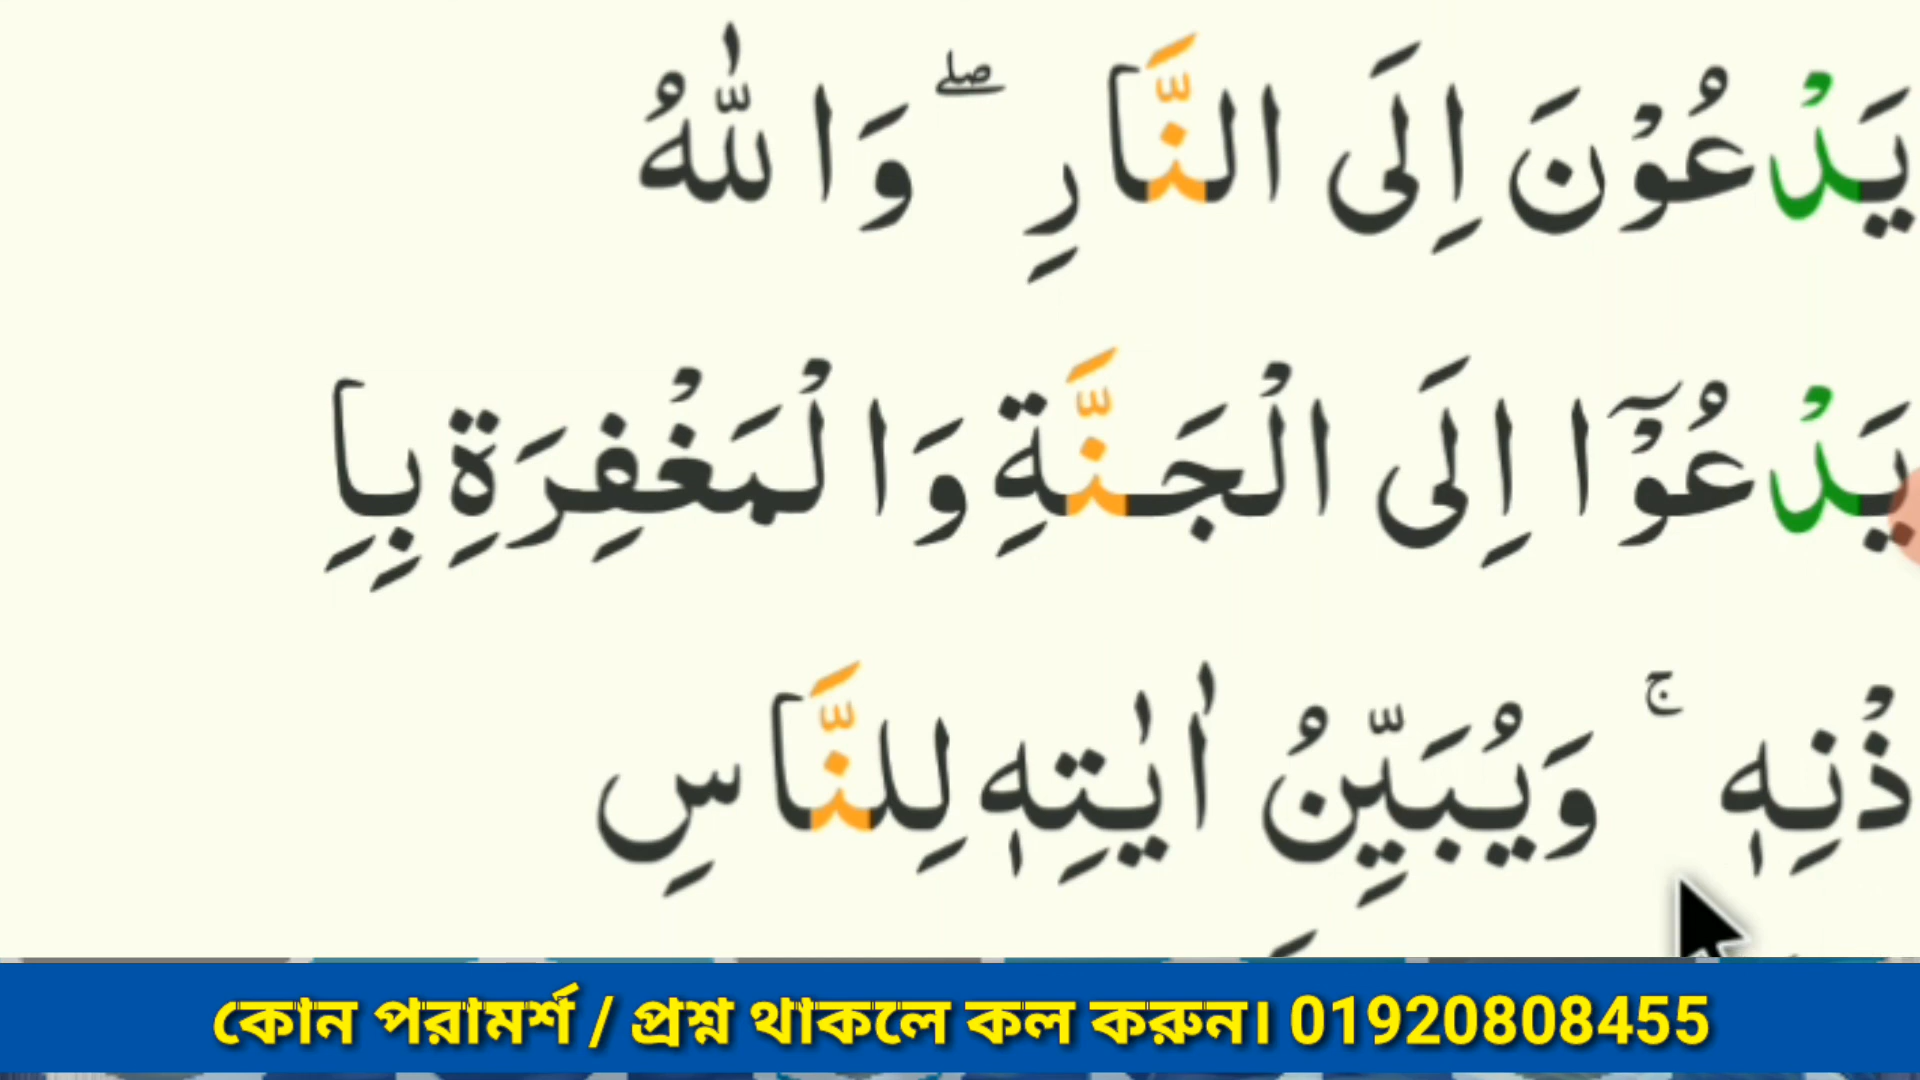 يَدْعُوْنَ اِلَى النَّارِ ۖ وَاللّٰهُ
يَدْعُوْٓا اِلَى الْجَنَّةِ وَالْمَغْفِرَةِ بِاِ
ذْنِهٖ ۚ وَيُبَيِّنُ اٰيٰتِهٖ لِلنَّاسِ
কোন পরামর্শ / প্রশ্ন থাকলে কল করুন। 01920808455